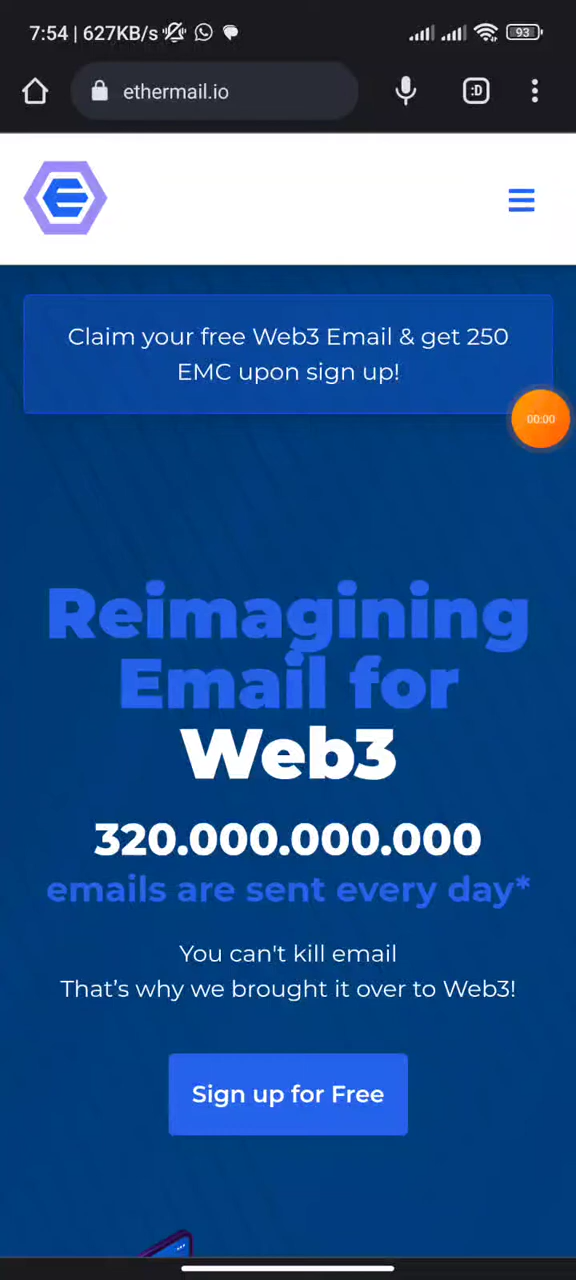 7:54 | 627KB/s
93
ethermail.io
:D
Claim your free Web3 Email & get 250
EMC upon sign up!
00:00
Reimagining
Email for
Web3
320.000.000.000
emails are sent every day*
You can't kill email
That’s why we brought it over to Web3!
Sign up for Free